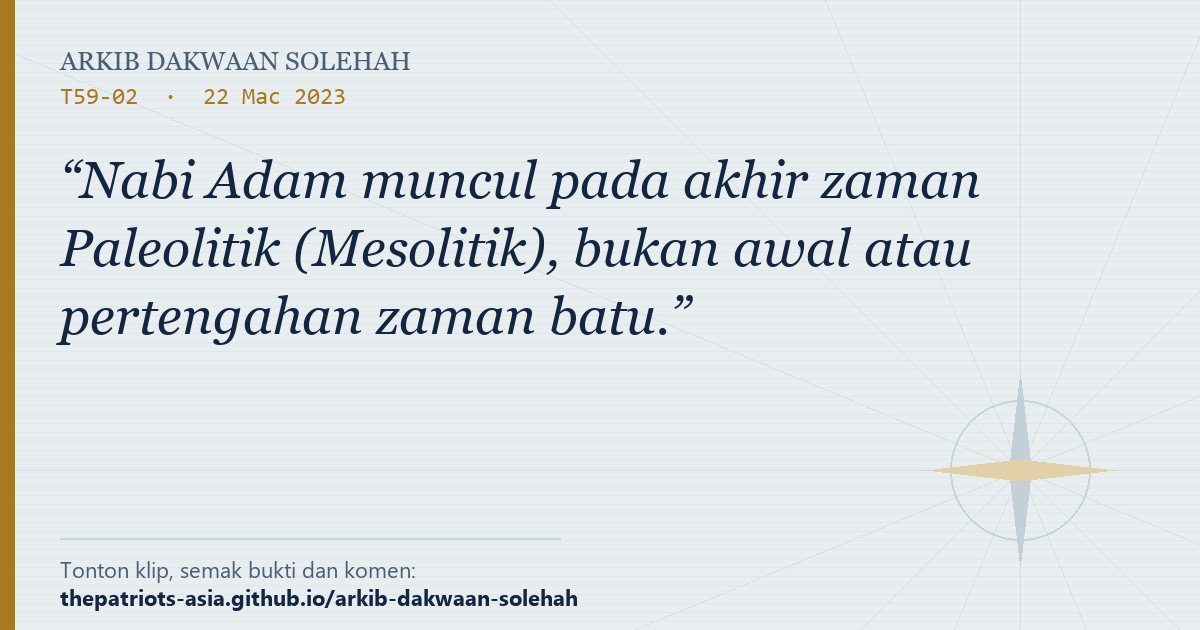 ARKIB DAKWAAN SOLEHAH
T59-02 · 22 Mac 2023
“Nabi Adam muncul pada akhir zaman
Paleolitik (Mesolitik), bukan awal atau
pertengahan zaman batu.”
Tonton klip, semak bukti dan komen:
thepatriots-asia.github.io/arkib-dakwaan-solehah